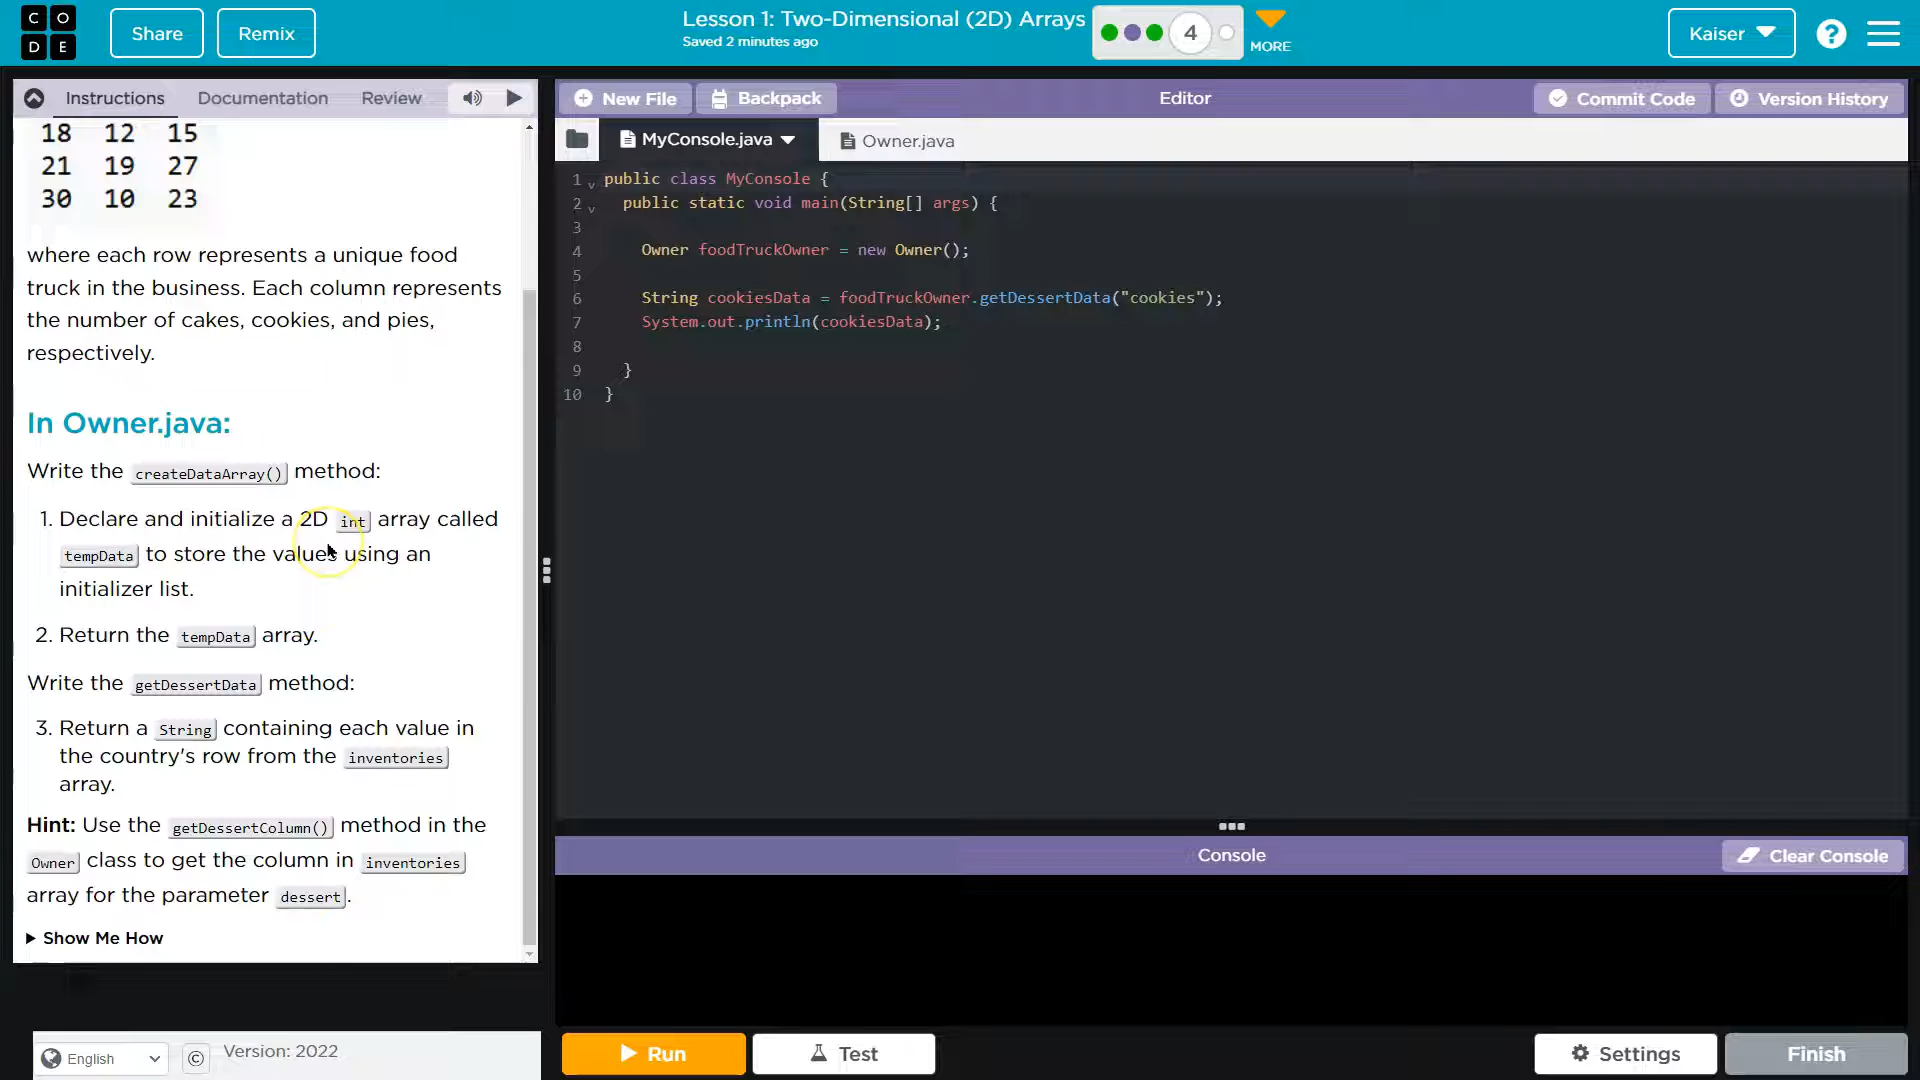 CO
DE
Share
Remix
Lesson 1: Two-Dimensional (2D) Arrays
Saved 2 minutes ago
4
MORE
Kaiser
?
Instructions
Documentation
Review
18 12 15
21 19 27
30 10 23
where each row represents a unique food
truck in the business. Each column represents
the number of cakes, cookies, and pies,
respectively.
In Owner.java:
Write the createDataArray() method:
1. Declare and initialize a 2D int array called
tempData to store the values using an
initializer list.
2. Return the tempData array.
Write the getDessertData method:
3. Return a String containing each value in
the country's row from the inventories
array.
Hint: Use the getDessertColumn() method in the
Owner class to get the column in inventories
array for the parameter dessert.
Show Me How
English
©
Version: 2022
New File
Backpack
Editor
Commit Code
Version History
MyConsole.java
Owner.java
1 public class MyConsole {
2 public static void main(String[] args) {
3
4 Owner foodTruckOwner = new Owner();
5
6 String cookiesData = foodTruckOwner.getDessertData("cookies");
7 System.out.println(cookiesData);
8
9 }
10 }
Console
Clear Console
Run
Test
Settings
Finish